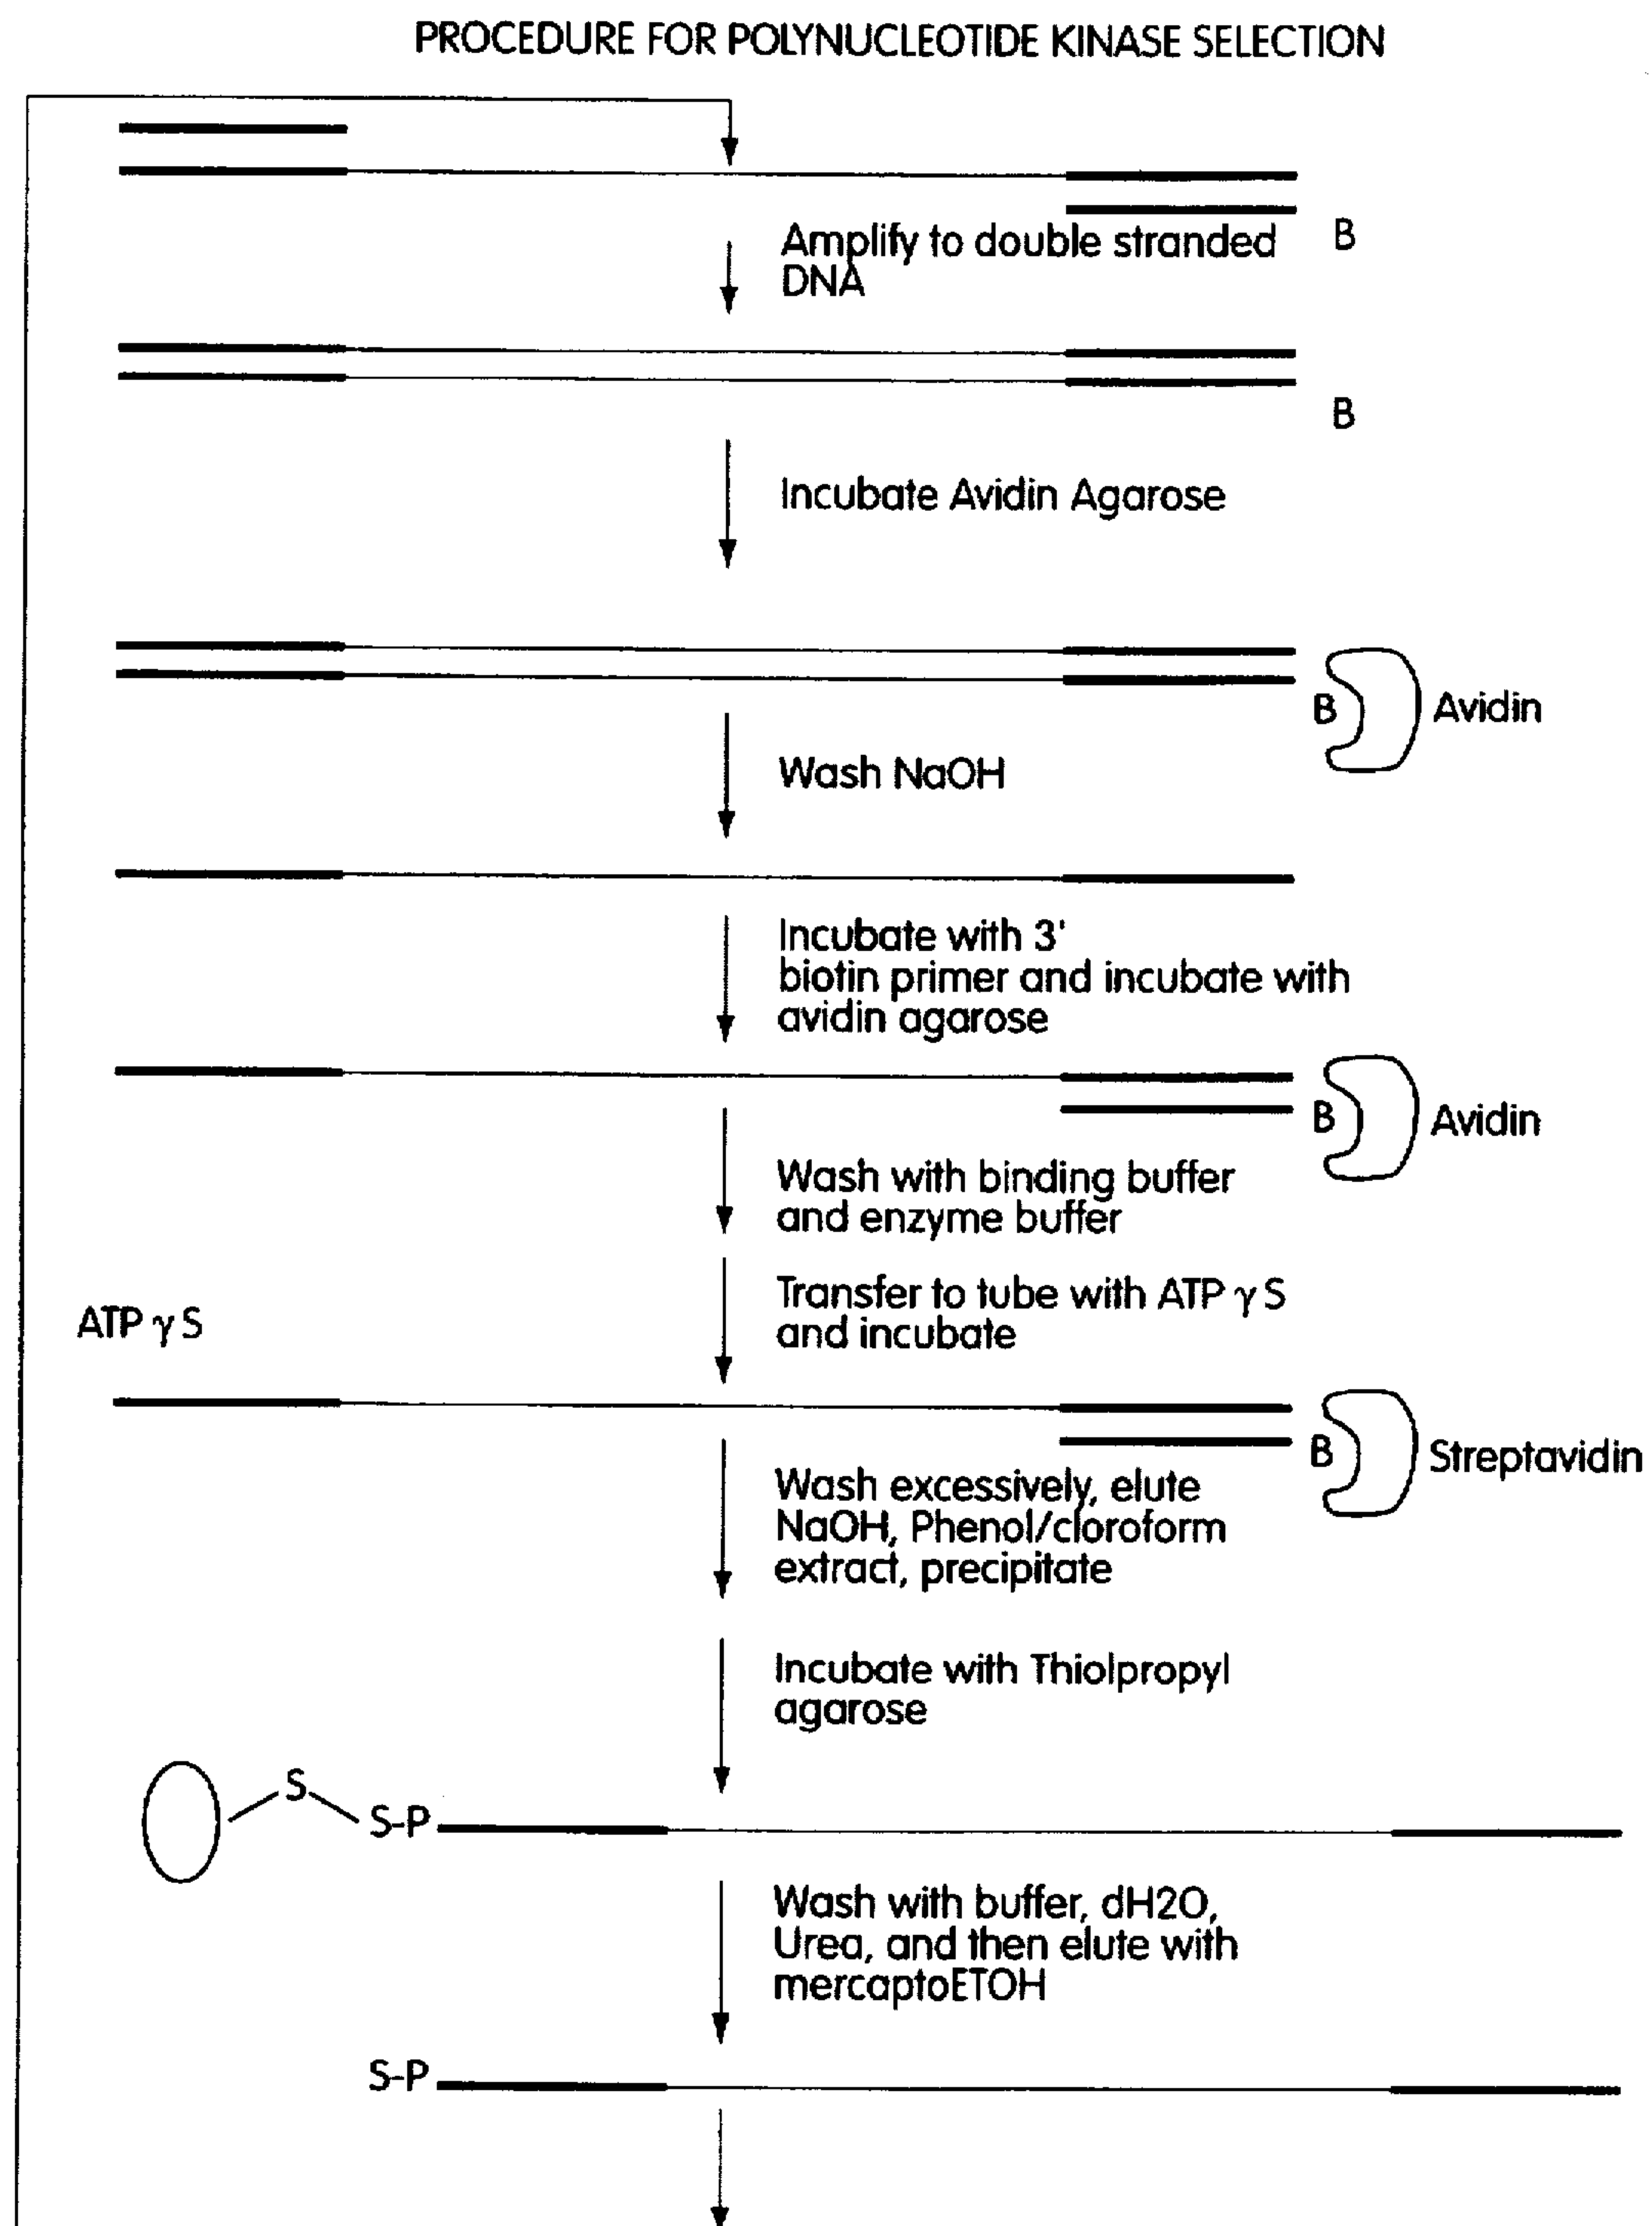 PROCEDURE FOR POLYNUCLEOTIDE KINASE SELECTION
Amplify to double stranded
DNA
B
B
Incubate Avidin Agarose
B
Avidin
Wash NaOH
Incubate with 3'
biotin primer and incubate with
avidin agarose
B
Avidin
Wash with binding buffer
and enzyme buffer
Transfer to tube with ATP γ S
and incubate
ATP γ S
B
Streptavidin
Wash excessively, elute
NaOH, Phenol/cloroform
extract, precipitate
Incubate with Thiolpropyl
agarose
S
S-P
Wash with buffer, dH2O,
Urea, and then elute with
mercaptoETOH
S-P